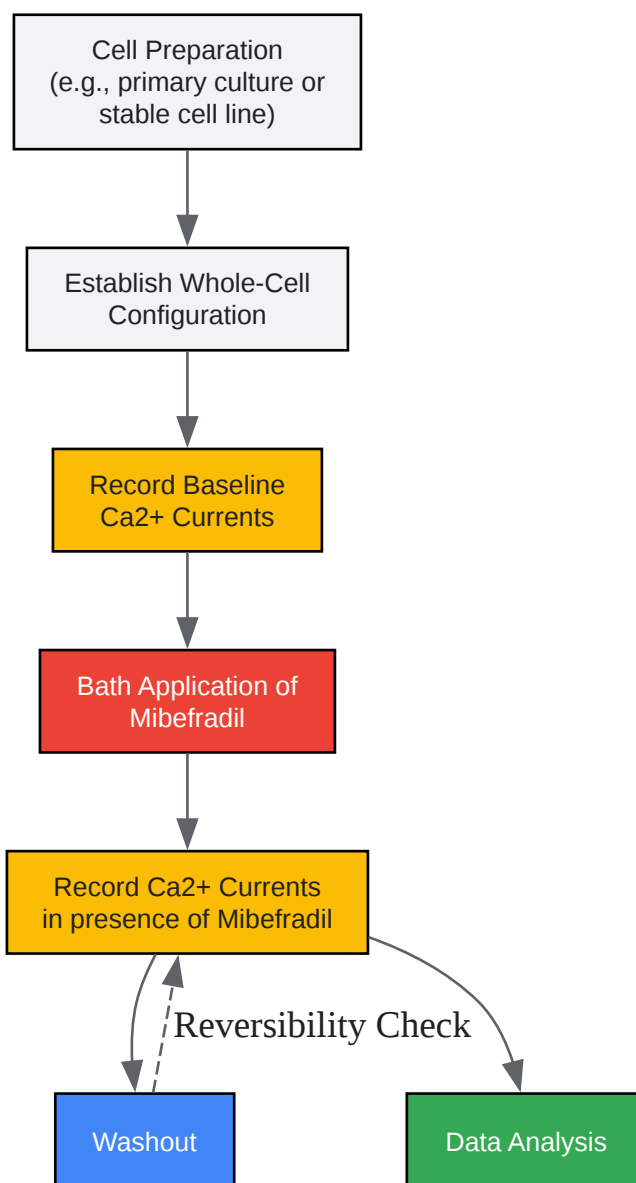 Cell Preparation
(e.g., primary culture or
stable cell line)
Establish Whole-Cell
Configuration
Record Baseline
Ca2+ Currents
Bath Application of
Mibefradil
Record Ca2+ Currents
in presence of Mibefradil
Reversibility Check
Washout
Data Analysis